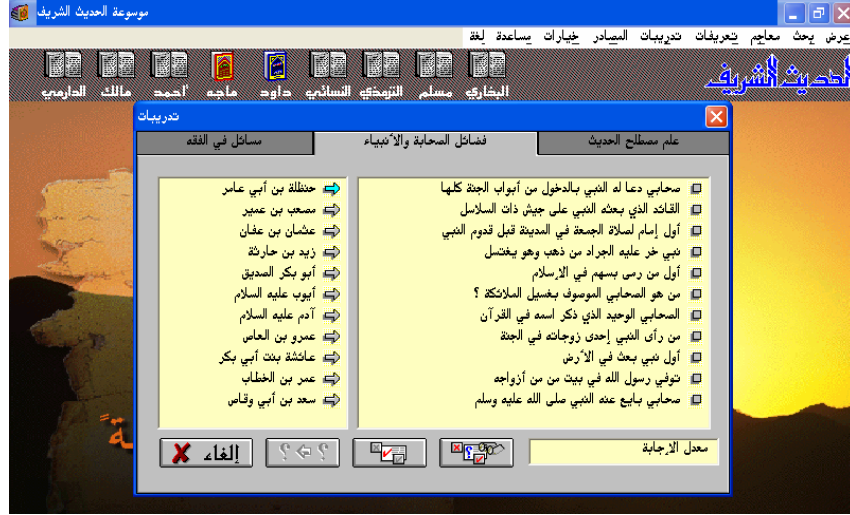 موسوعة الحديث الشريف
عرض بحث معاجم تعريفات تدريبات المصادر خيارات مساعدة لغة
الحديث الشريف
البخاري مسلم الترمذي النسائي داود ماجه أحمد مالك الدارمي
تدريبات
علم مصطلح الحديث
فضائل الصحابة والأنبياء
مسائل في الفقه
صحابي دعا له النبي بالدخول من أبواب الجنة كلها
القائد الذي بعثه النبي على جيش ذات السلاسل
أول إمام لصلاة الجمعة في المدينة قبل قدوم النبي
نبي خر عليه الجراد من ذهب وهو يغتسل
أول من رمى بسهم في الإسلام
من هو الصحابي الموصوف بغسيل الملائكة ؟
الصحابي الوحيد الذي ذكر اسمه في القرآن
من رأى النبي إحدى زوجاته في الجنة
أول نبي بعث في الأرض
توفي رسول الله في بيت من من أزواجه
صحابي بايع عنه النبي صلى الله عليه وسلم
حنظلة بن أبي عامر
مصعب بن عمير
عثمان بن عفان
زيد بن حارثة
أبو بكر الصديق
أيوب عليه السلام
آدم عليه السلام
عمرو بن العاص
عائشة بنت أبي بكر
عمر بن الخطاب
سعد بن أبي وقاص
معدل الإجابة
؟ ؟
إلغاء